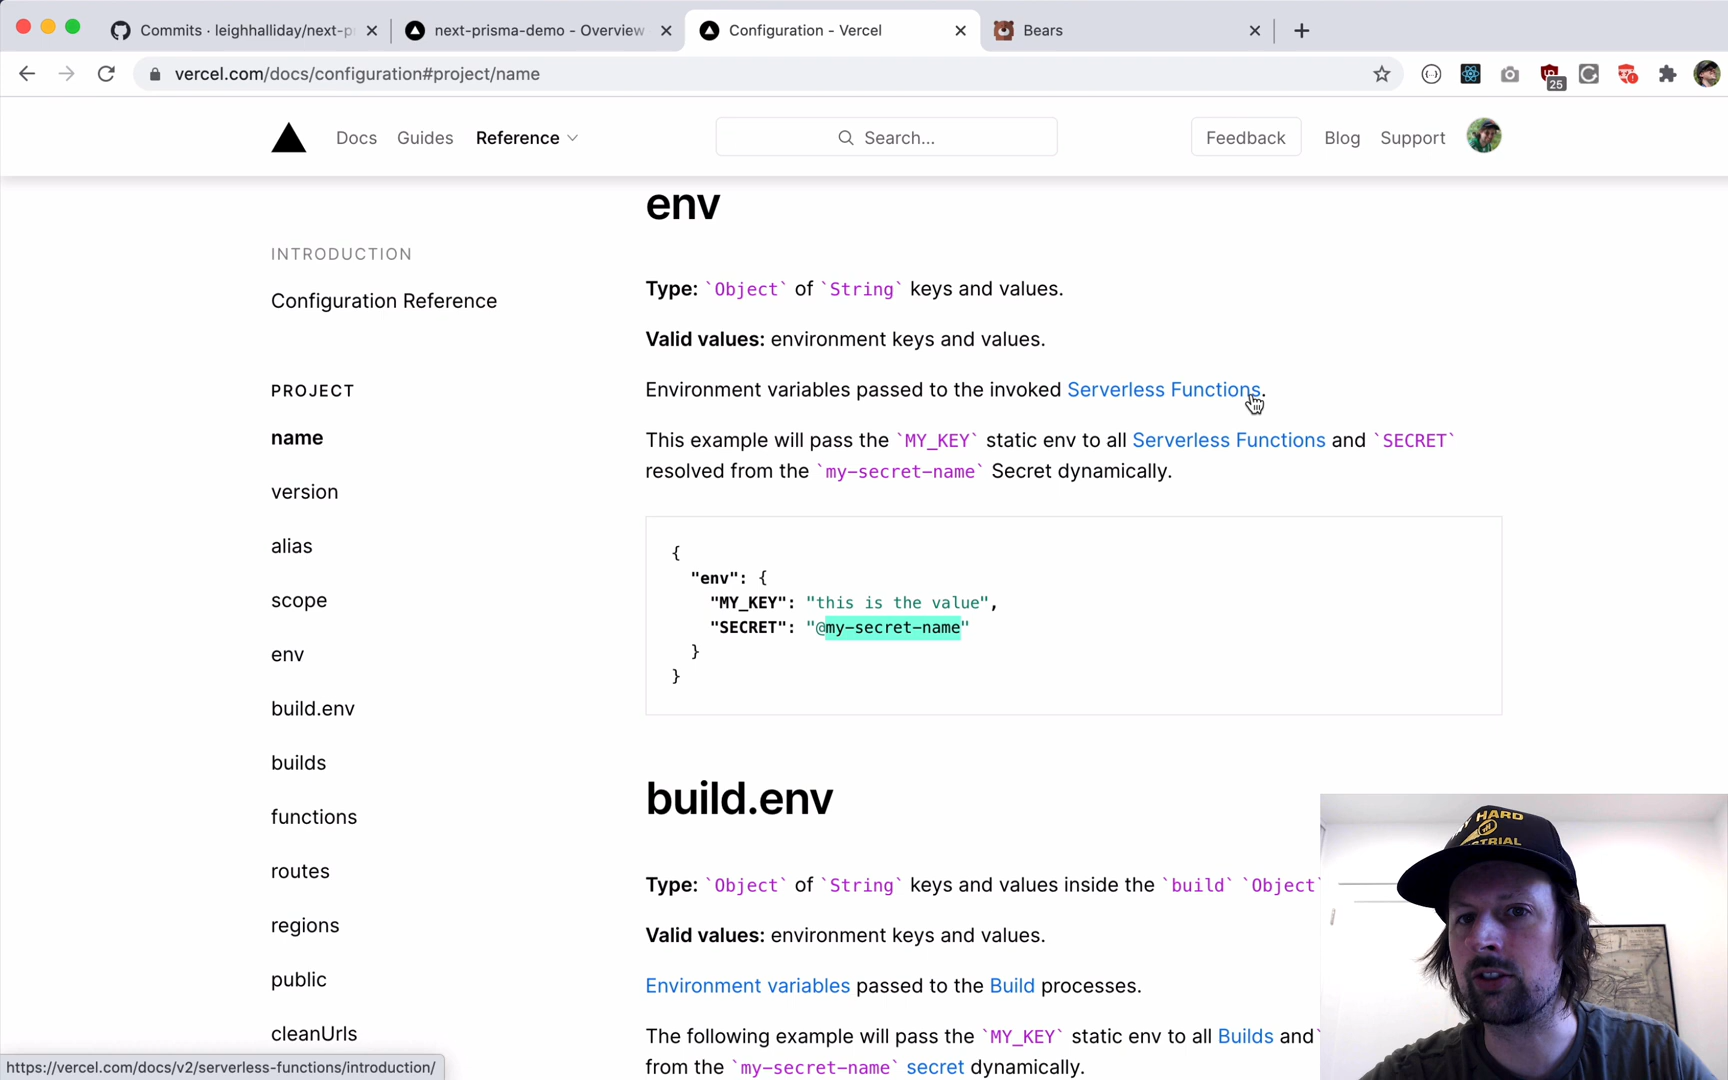 Commits · leighhalliday/next-p
next-prisma-demo - Overview
Configuration - Vercel
Bears
vercel.com/docs/configuration#project/name
25
Docs
Guides
Reference
Search...
Feedback
Blog
Support
env
INTRODUCTION
Configuration Reference
Type: `Object` of `String` keys and values.
Valid values: environment keys and values.
PROJECT
Environment variables passed to the invoked Serverless Functions.
name
This example will pass the `MY_KEY` static env to all Serverless Functions and `SECRET`
resolved from the `my-secret-name` Secret dynamically.
version
alias
scope
env
build.env
builds
functions
routes
regions
public
cleanUrls
{
"env": {
"MY_KEY": "this is the value",
"SECRET": "@my-secret-name"
}
}
build.env
Type: `Object` of `String` keys and values inside the `build` `Object`
Valid values: environment keys and values.
Environment variables passed to the Build processes.
The following example will pass the `MY_KEY` static env to all Builds and `
from the `my-secret-name` secret dynamically.
HARD
https://vercel.com/docs/v2/serverless-functions/introduction/